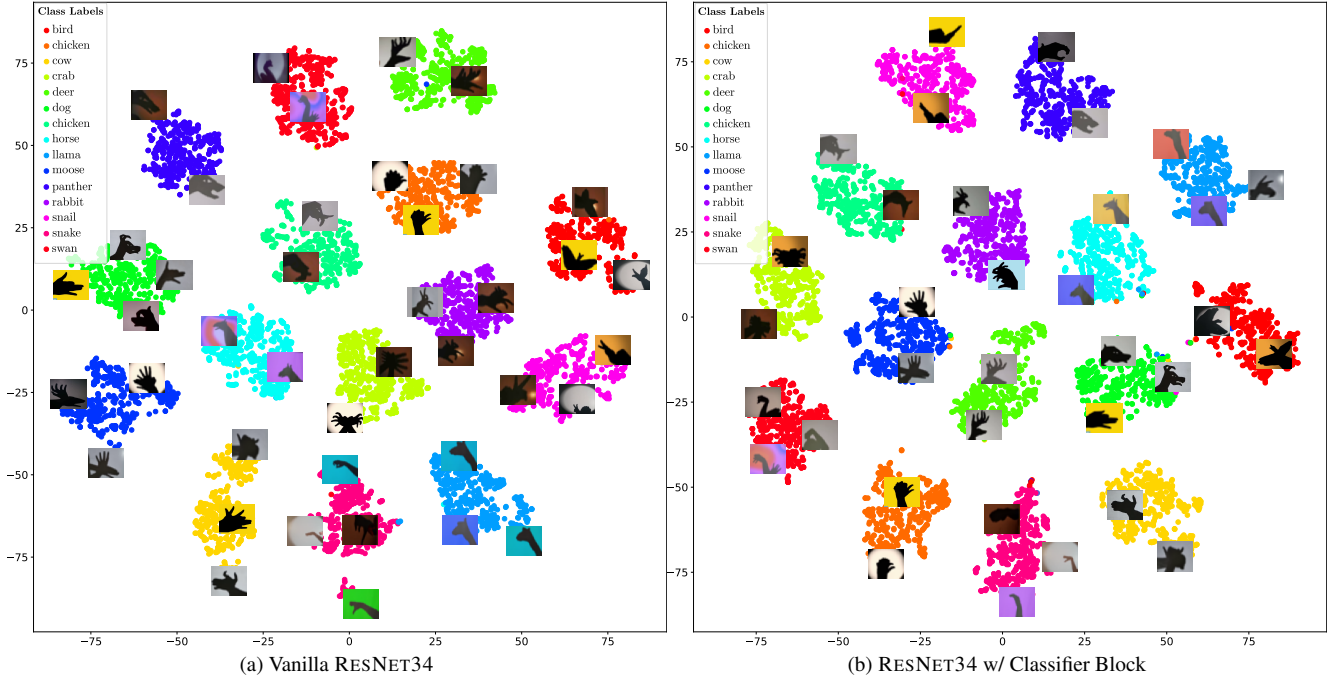 Class Labels
bird
chicken
cow
crab
deer
dog
chicken
horse
llama
moose
panther
rabbit
snail
snake
swan
75
50
25
0
−25
−50
−75
−75
−50
−25
0
25
50
75
(a) Vanilla RESNET34
Class Labels
bird
chicken
cow
crab
deer
dog
chicken
horse
llama
moose
panther
rabbit
snail
snake
swan
75
50
25
0
−25
−50
−75
−75
−50
−25
0
25
50
75
(b) RESNET34 w/ Classifier Block